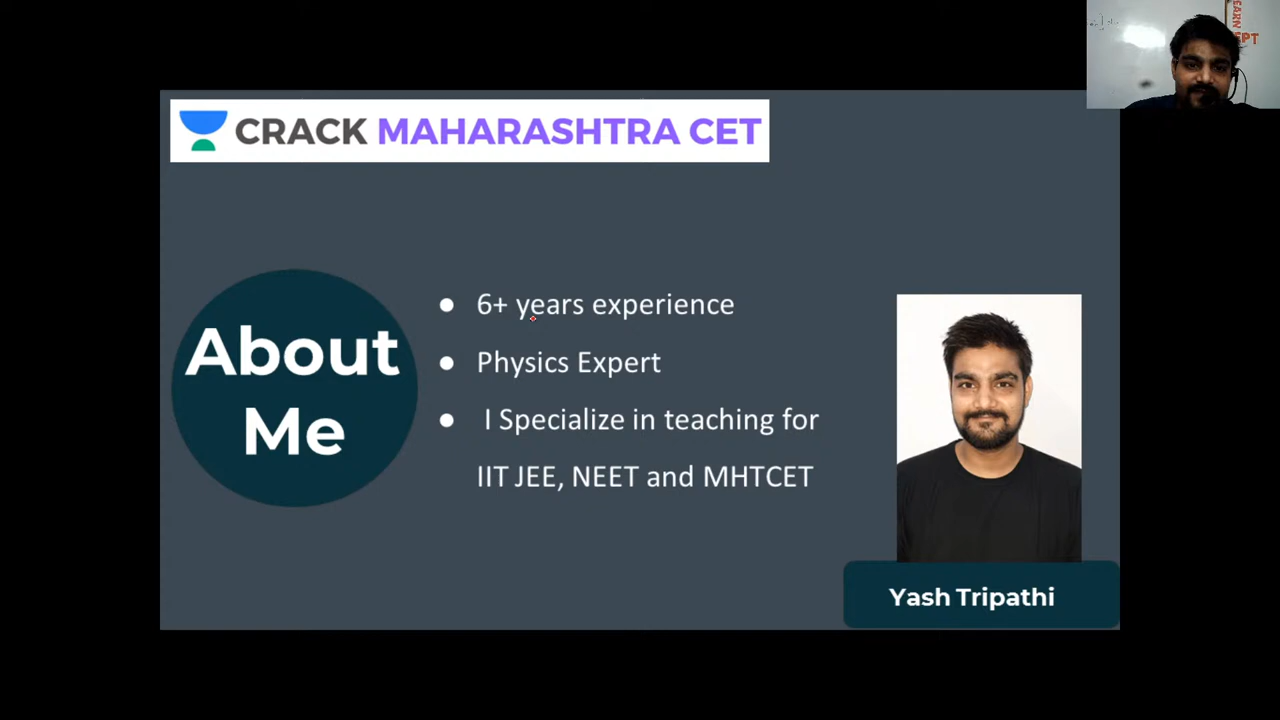 CRACK MAHARASHTRA CET
About
Me
● 6+ years experience
● Physics Expert
● I Specialize in teaching for
IIT JEE, NEET and MHTCET
Yash Tripathi